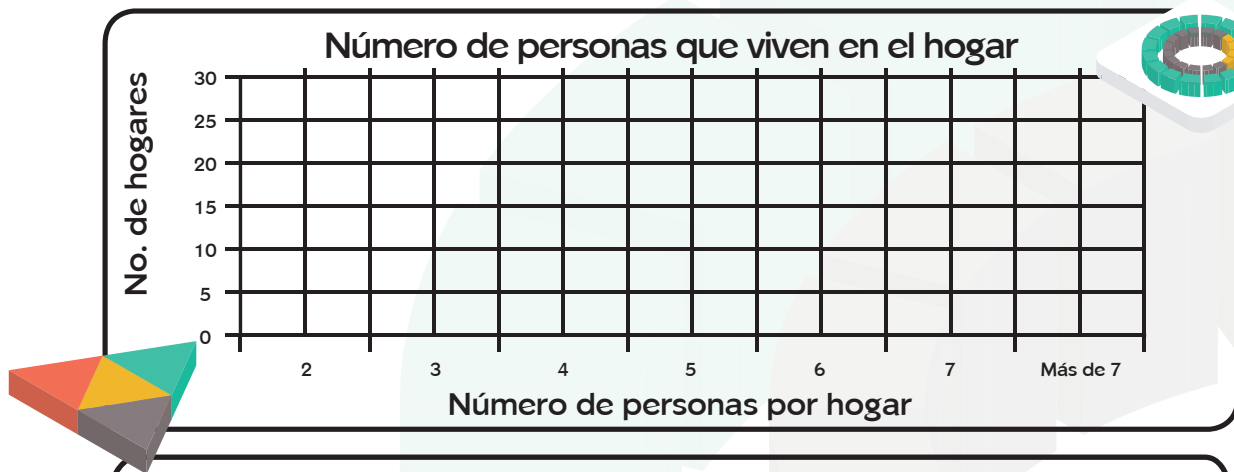 Número de personas que viven en el hogar
No. de hogares
30
25
20
15
10
5
0
2 3 4 5 6 7 Más de 7
Número de personas por hogar